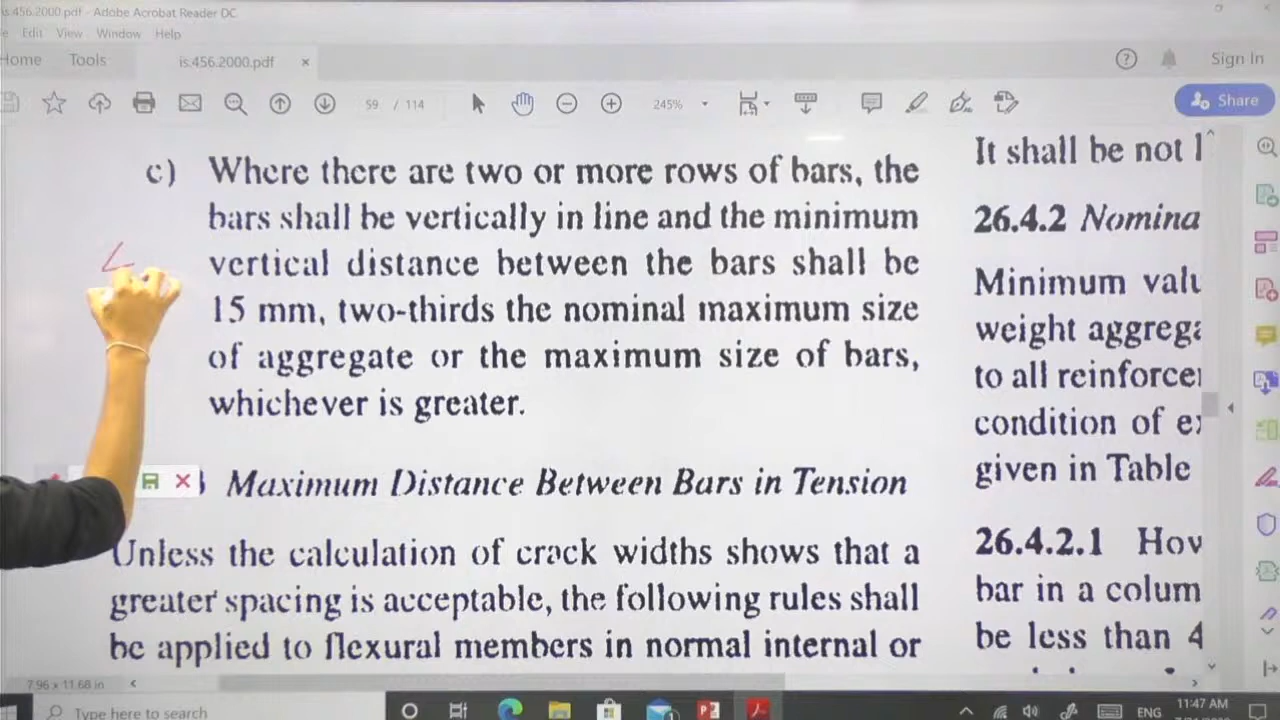 is.456.2000.pdf - Adobe Acrobat Reader DC
Edit View Window Help
Home Tools is.456.2000.pdf × Sign In
59 / 114 245% Share
c) Where there are two or more rows of bars, the
bars shall be vertically in line and the minimum
vertical distance between the bars shall be
15 mm, two-thirds the nominal maximum size
of aggregate or the maximum size of bars,
whichever is greater.
Maximum Distance Between Bars in Tension
Unless the calculation of crack widths shows that a
greater spacing is acceptable, the following rules shall
be applied to flexural members in normal internal or
It shall be not l
26.4.2 Nomina
Minimum valu
weight aggrega
to all reinforce
condition of e
given in Table
26.4.2.1 How
bar in a colum
be less than 4
7.96 x 11.68 in
Type here to search
ENG
11:47 AM